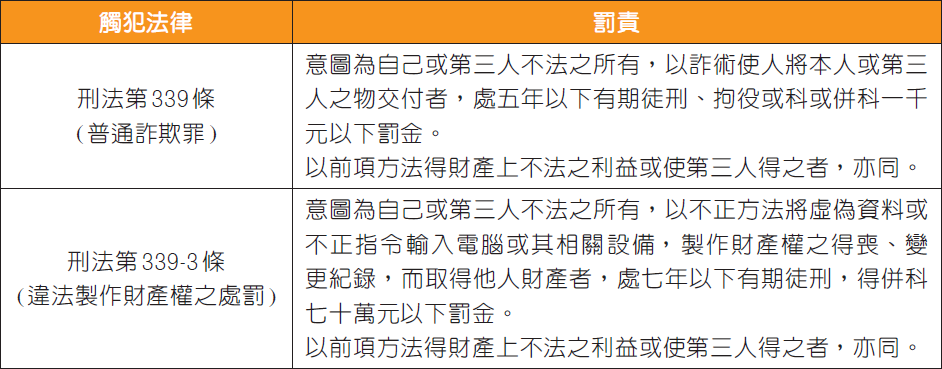 觸犯法律
罰責
刑法第339條
(普通詐欺罪)
意圖為自己或第三人不法之所有，以詐術使人將本人或第三
人之物交付者，處五年以下有期徒刑、拘役或科或併科一千
元以下罰金。
以前項方法得財產上不法之利益或使第三人得之者，亦同。
刑法第339-3條
(違法製作財產權之處罰)
意圖為自己或第三人不法之所有，以不正方法將虛偽資料或
不正指令輸入電腦或其相關設備，製作財產權之得喪、變
更紀錄，而取得他人財產者，處七年以下有期徒刑，得併科
七十萬元以下罰金。
以前項方法得財產上不法之利益或使第三人得之者，亦同。